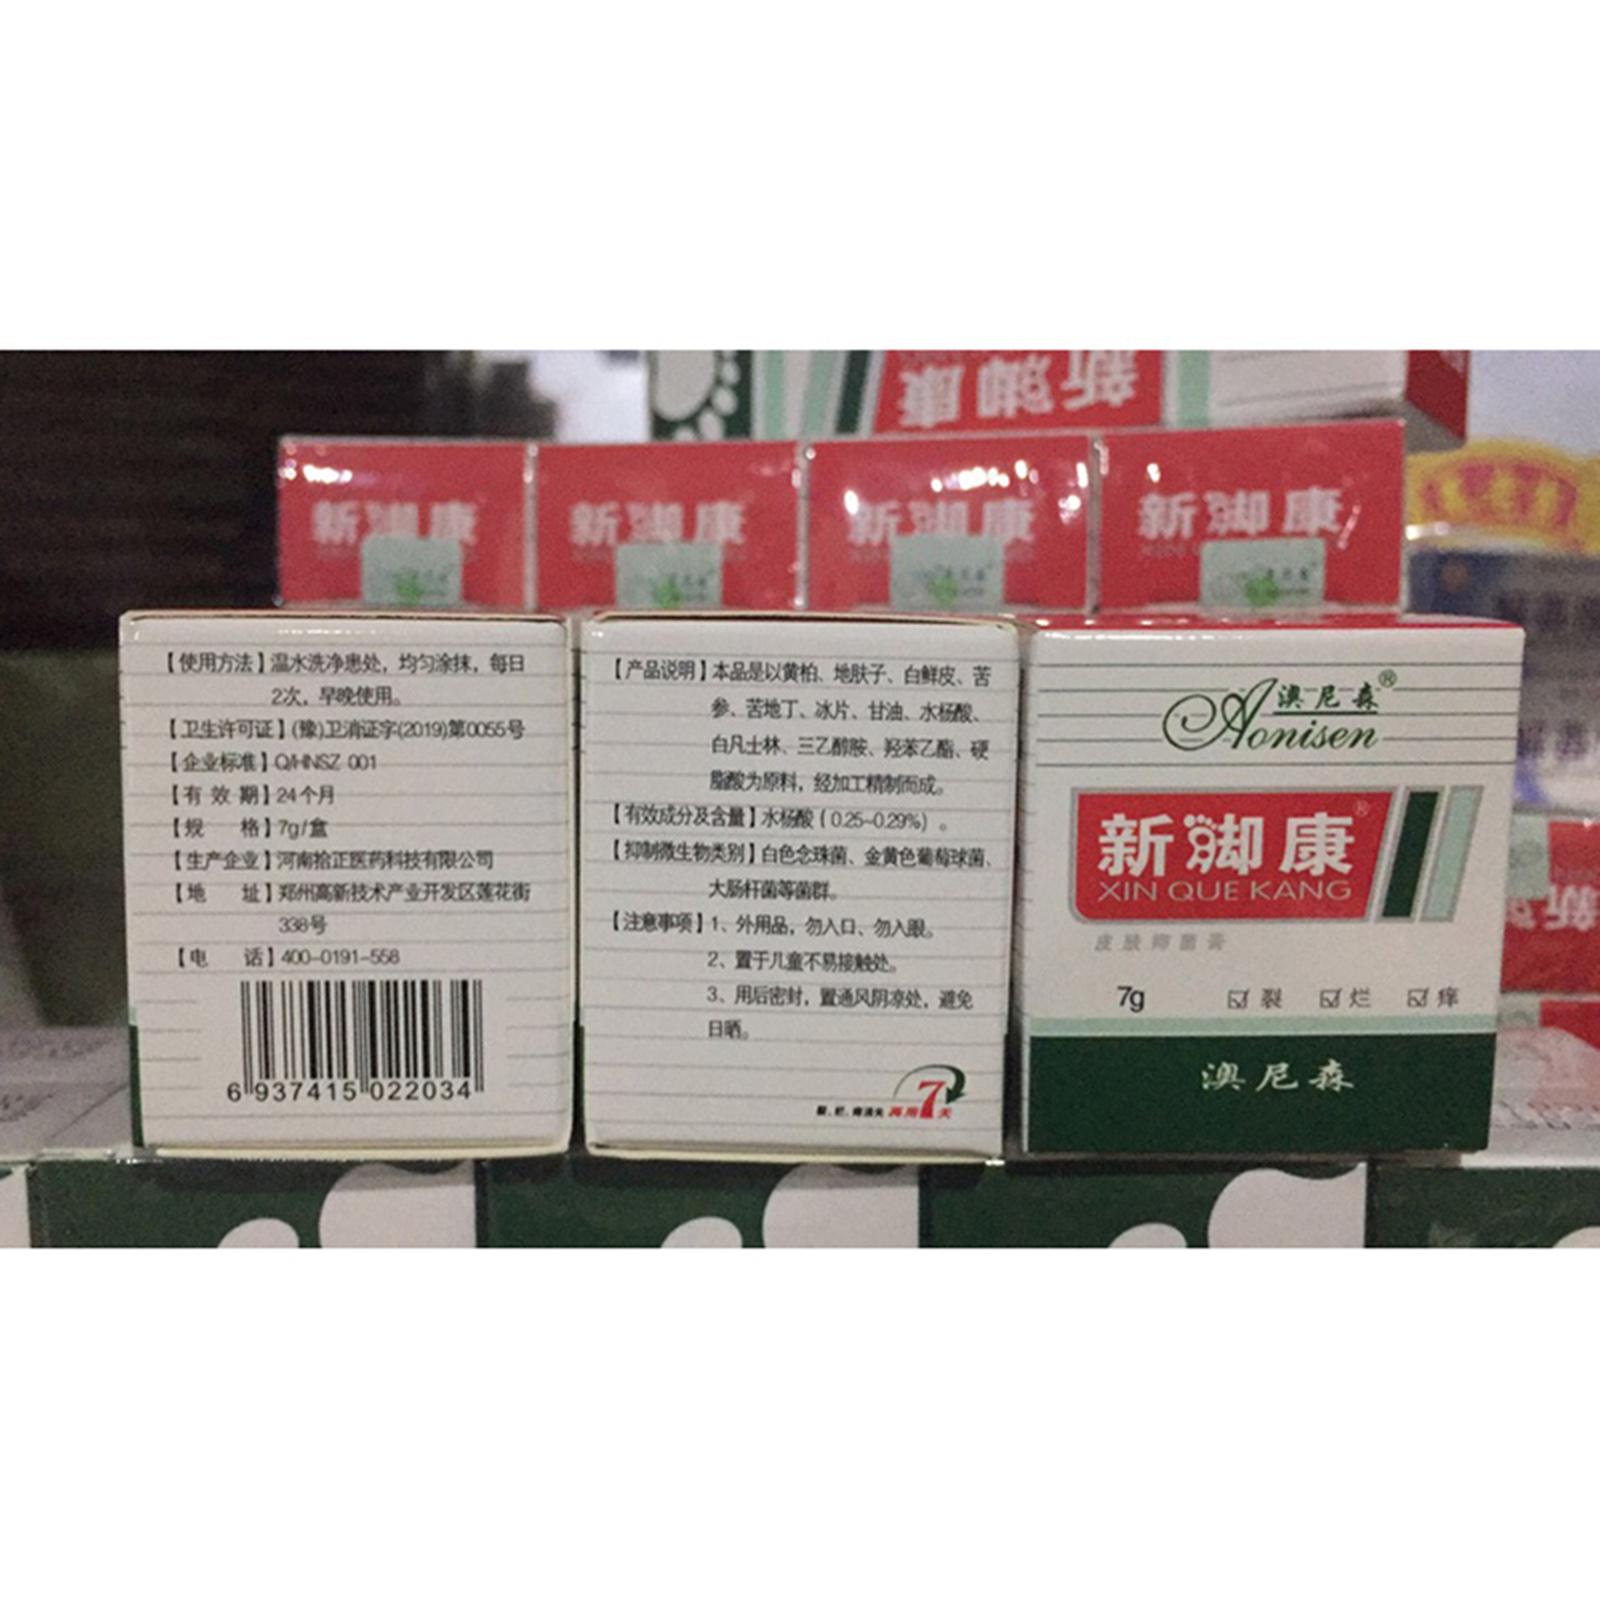 新脚康
新脚康
新脚康
新脚康
新脚康
【使用方法】温水洗净患处，均匀涂抹，每日
2次，早晚使用。
【卫生许可证】(豫)卫消证字(2019)第0055号
【企业标准】Q/HNSZ 001
【有 效 期】24个月
【规　　格】7g/盒
【生产企业】河南拾正医药科技有限公司
【地　　址】郑州高新技术产业开发区莲花街
338号
【电　　话】400-0191-558
6 937415 022034
【产品说明】本品是以黄柏、地肤子、白鲜皮、苦
参、苦地丁、冰片、甘油、水杨酸、
白凡士林、三乙醇胺、羟苯乙酯、硬
脂酸为原料，经加工精制而成。
【有效成分及含量】水杨酸（0.25-0.29%）。
【抑制微生物类别】白色念珠菌、金黄色葡萄球菌、
大肠杆菌等菌群。
【注意事项】1、外用品，勿入口、勿入眼。
2、置于儿童不易接触处。
3、用后密封，置通风阴凉处，避免
日晒。
裂、烂、痒消失 再用7天
澳尼森®
Aonisen
新脚康®
XIN QUE KANG
皮肤抑菌膏
7g ☑裂 ☑烂 ☑痒
澳尼森